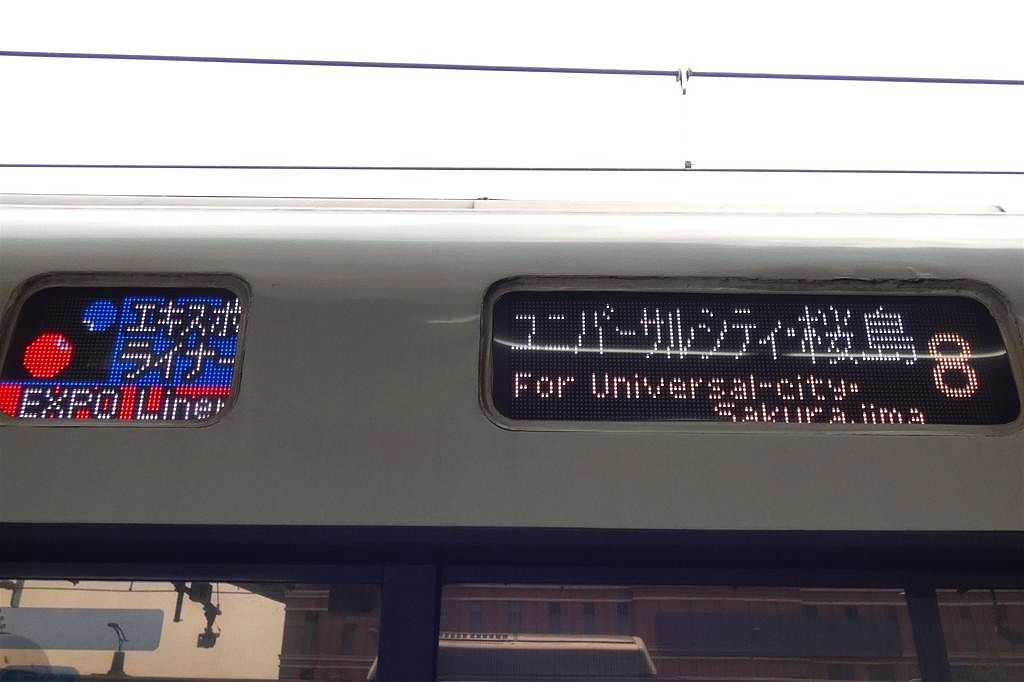 エキスポ
ライナー
EXPO Liner
ユニバーサルシティ・桜島
For Universal-city・
Sakurajima
8